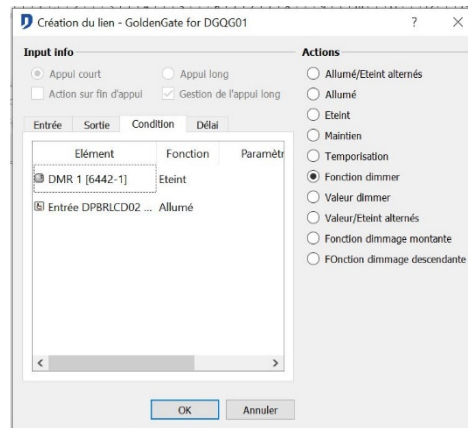 Création du lien - GoldenGate for DGQG01 ? ×
Input info
Appui court Appui long
Action sur fin d'appui Gestion de l'appui long
Entrée Sortie Condition Délai
Elément Fonction Paramètr
DMR 1 [6442-1] Eteint
Entrée DPBRLCD02 ... Allumé
OK Annuler
Actions
Allumé/Eteint alternés
Allumé
Eteint
Maintien
Temporisation
Fonction dimmer
Valeur dimmer
Valeur/Eteint alternés
Fonction dimmage montante
FOnction dimmage descendante